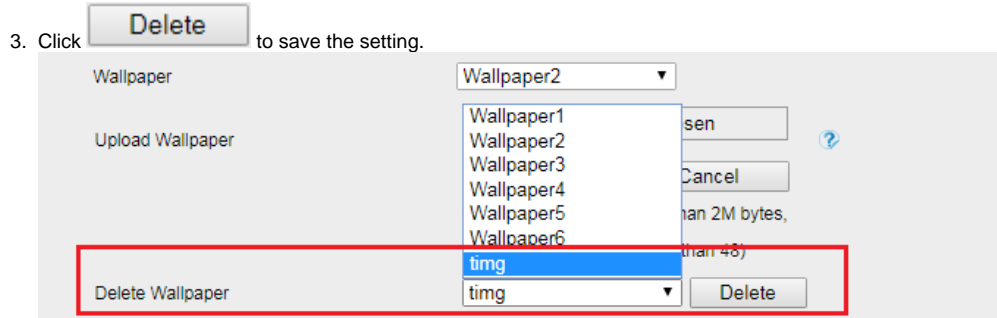 3. Click Delete to save the setting.
Wallpaper Wallpaper2
Wallpaper1
Upload Wallpaper Wallpaper2 sen
Wallpaper3
Wallpaper4 Cancel
Wallpaper5 han 2M bytes,
Wallpaper6 than 48)
timg
Delete Wallpaper timg Delete